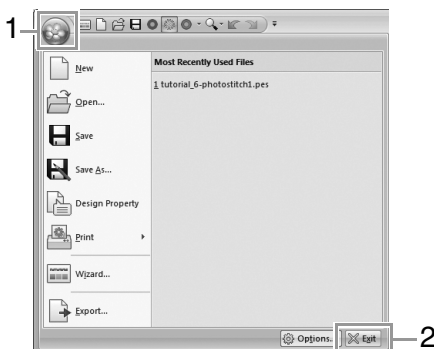 1
New
Open...
Save
Save As...
Design Property
Print
Wizard...
Export...
Most Recently Used Files
1 tutorial_6-photostitch1.pes
Options...
Exit
2